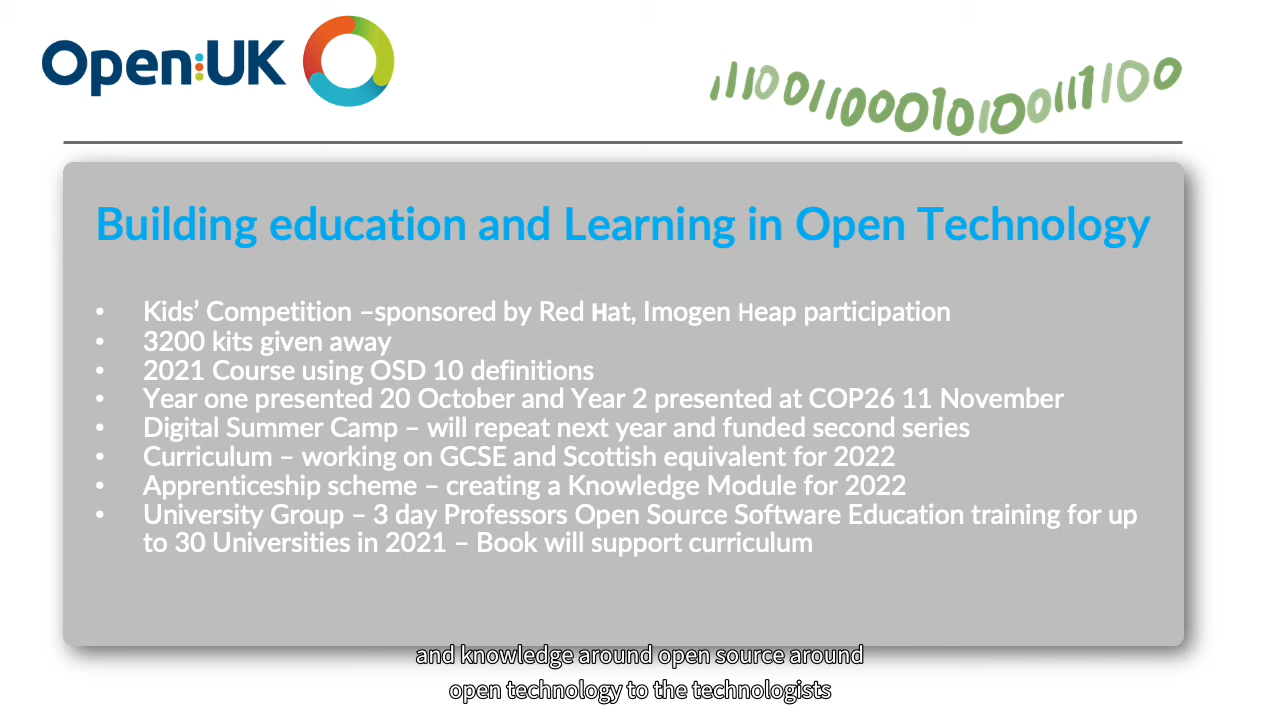 Open:UK
Building education and Learning in Open Technology
• Kids’ Competition –sponsored by Red Hat, Imogen Heap participation
• 3200 kits given away
• 2021 Course using OSD 10 definitions
• Year one presented 20 October and Year 2 presented at COP26 11 November
• Digital Summer Camp – will repeat next year and funded second series
• Curriculum – working on GCSE and Scottish equivalent for 2022
• Apprenticeship scheme – creating a Knowledge Module for 2022
• University Group – 3 day Professors Open Source Software Education training for up
to 30 Universities in 2021 – Book will support curriculum
and knowledge around open source around
open technology to the technologists